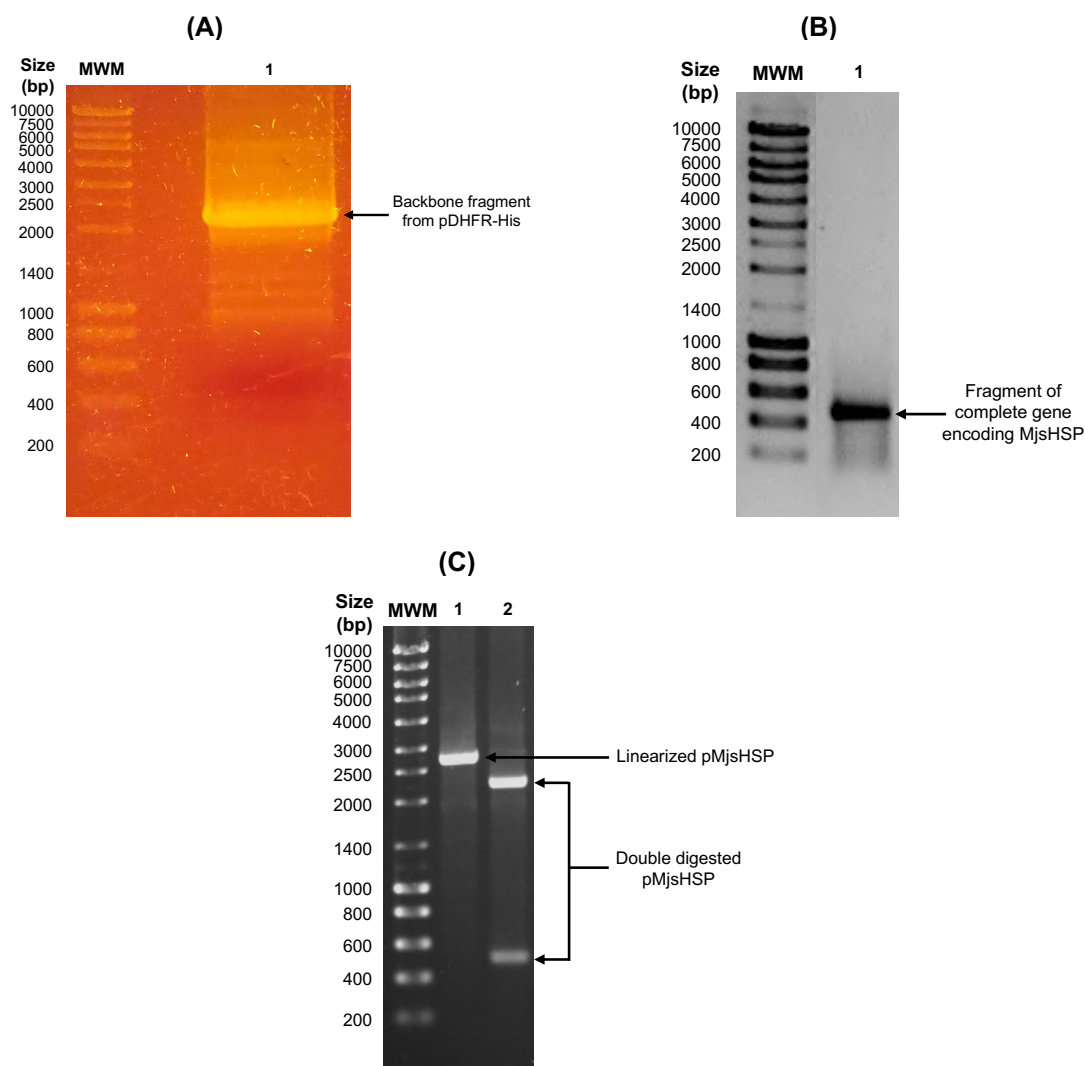 (A)
Size
(bp)
MWM
1
10000
7500
6000
5000
4000
3000
2500
2000
1400
1000
800
600
400
200
Backbone fragment
from pDHFR-His
(B)
Size
(bp)
MWM
1
10000
7500
6000
5000
4000
3000
2500
2000
1400
1000
800
600
400
200
Fragment of
complete gene
encoding MjsHSP
(C)
Size
(bp)
MWM
1
2
10000
7500
6000
5000
4000
3000
2500
2000
1400
1000
800
600
400
200
Linearized pMjsHSP
Double digested
pMjsHSP